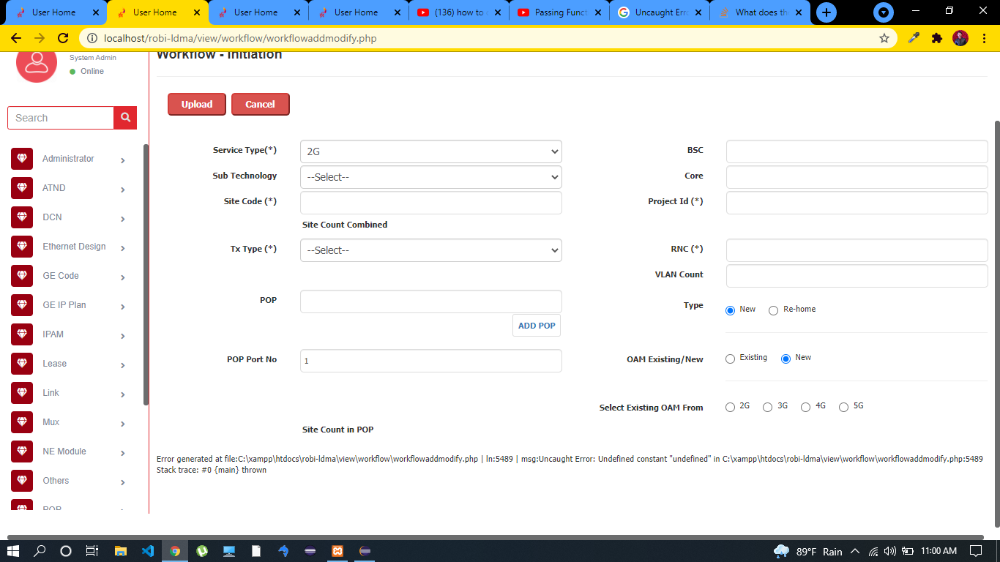 User Home
User Home
User Home
User Home
(136) how to
Passing Funct
Uncaught Erro
What does th
localhost/robi-ldma/view/workflow/workflowaddmodify.php
System Admin
Online
Search
Administrator
ATND
DCN
Ethernet Design
GE Code
GE IP Plan
IPAM
Lease
Link
Mux
NE Module
Others
POP
Workflow - Initiation
Upload Cancel
Service Type(*) 2G BSC
Sub Technology --Select-- Core
Site Code (*) Project Id (*)
Site Count Combined
Tx Type (*) --Select-- RNC (*)
VLAN Count
POP Type New Re-home
ADD POP
POP Port No 1 OAM Existing/New Existing New
Select Existing OAM From 2G 3G 4G 5G
Site Count in POP
Error generated at file:C:\xampp\htdocs\robi-ldma\view\workflow\workflowaddmodify.php | ln:5489 | msg:Uncaught Error: Undefined constant "undefined" in C:\xampp\htdocs\robi-ldma\view\workflow\workflowaddmodify.php:5489
Stack trace: #0 {main} thrown
89°F Rain 11:00 AM